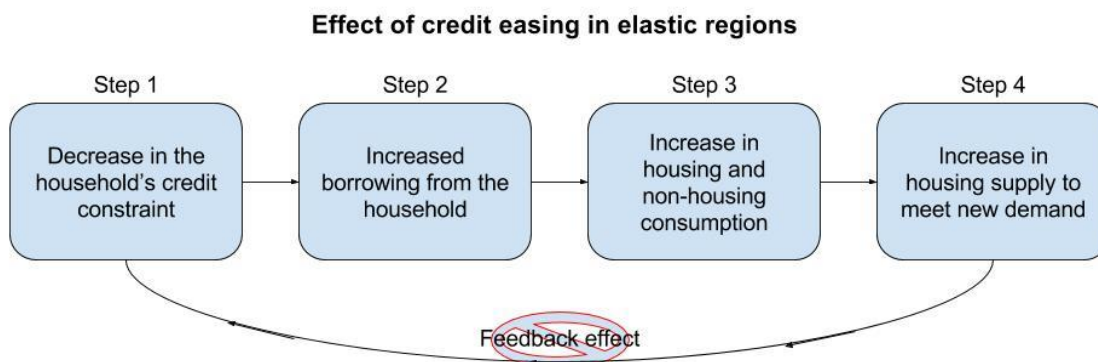 Effect of credit easing in elastic regions
Step 1
Step 2
Step 3
Step 4
Decrease in the
household's credit
constraint
Increased
borrowing from the
household
Increase in
housing and
non-housing
consumption
Increase in
housing supply to
meet new demand
Feedback effect